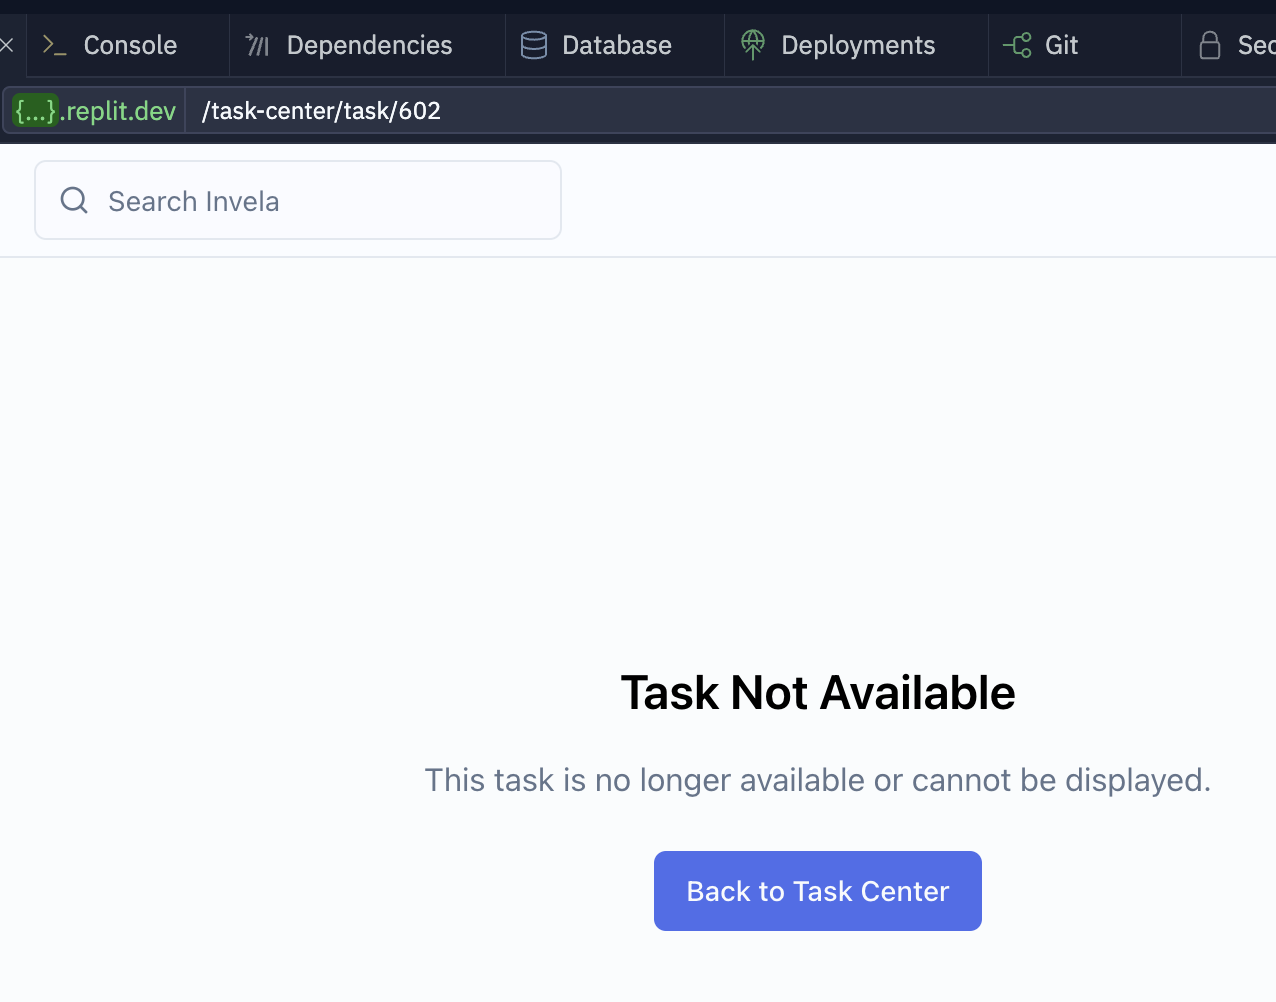 Console Dependencies Database Deployments Git
{...}.replit.dev /task-center/task/602
Search Invela
Task Not Available
This task is no longer available or cannot be displayed.
Back to Task Center